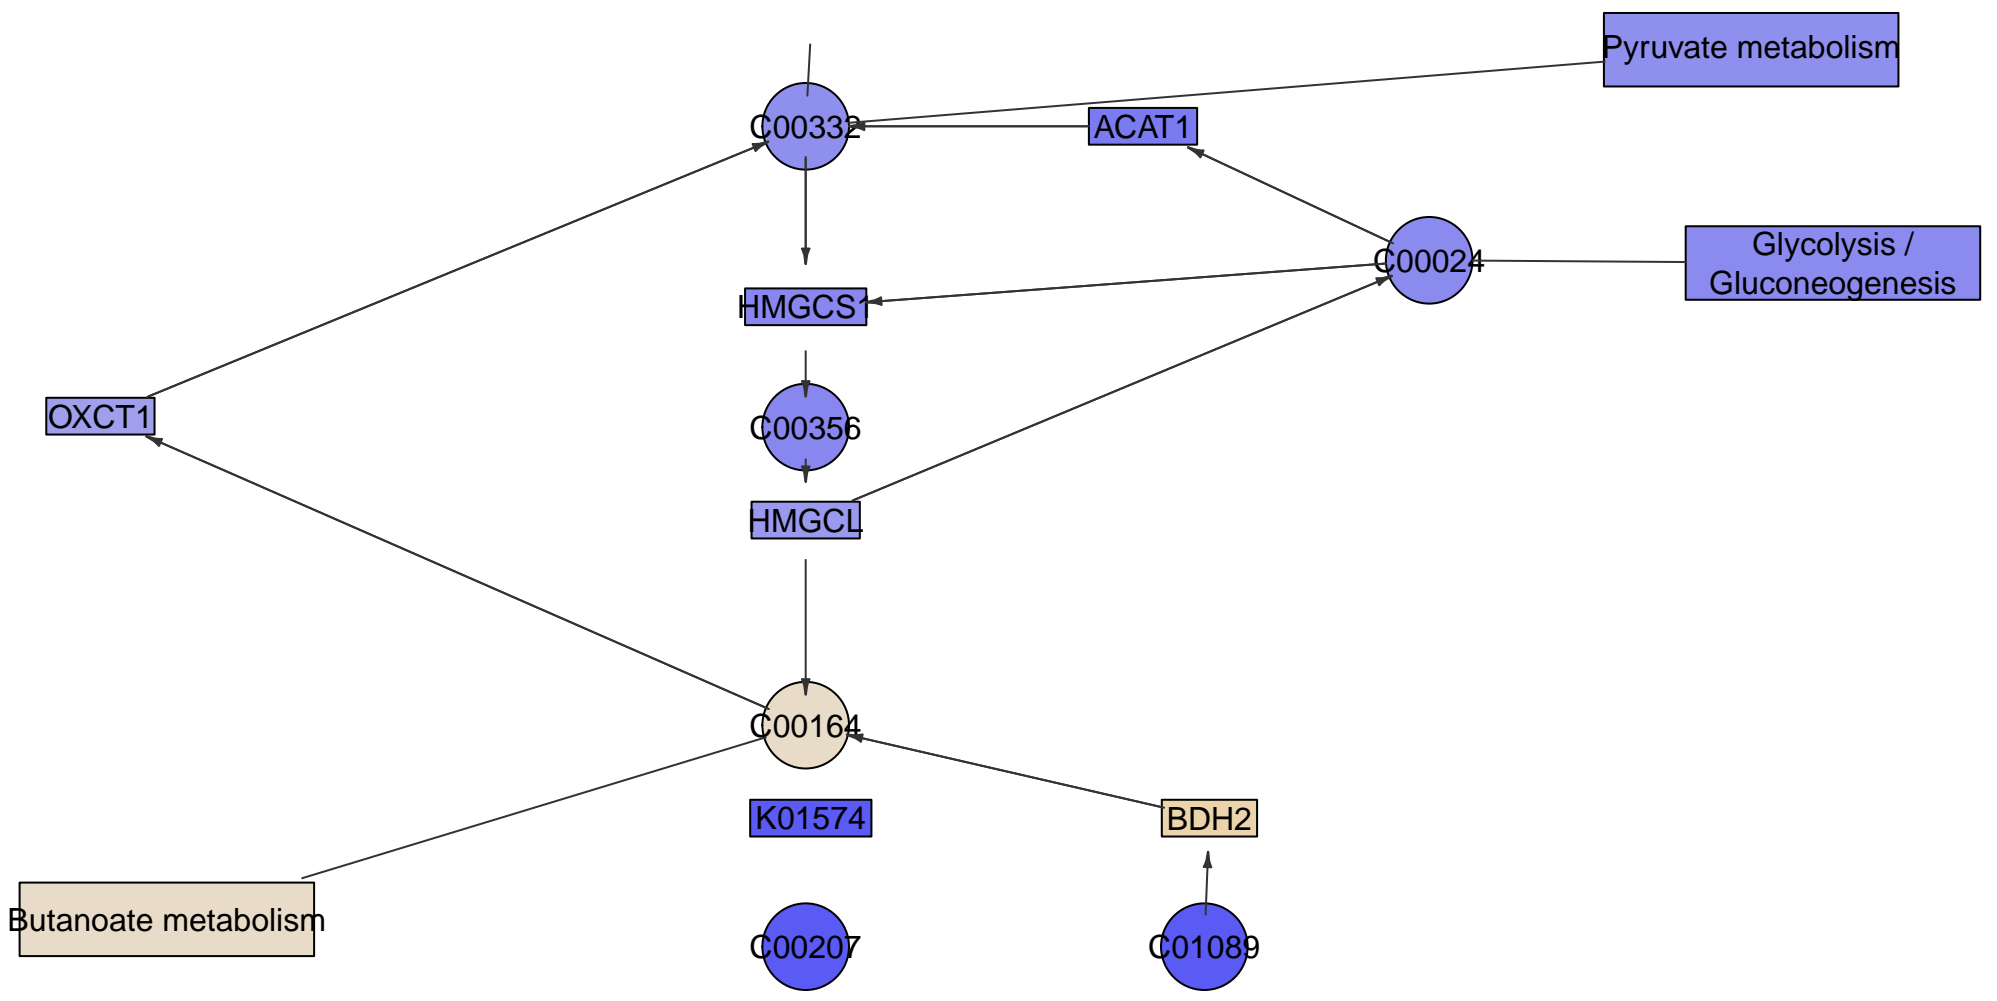 Pyruvate metabolism
C00332
ACAT1
Glycolysis /
Gluconeogenesis
C00024
HMGCS1
OXCT1
C00356
HMGCL
C00164
K01574
BDH2
Butanoate metabolism
C00207
C01089